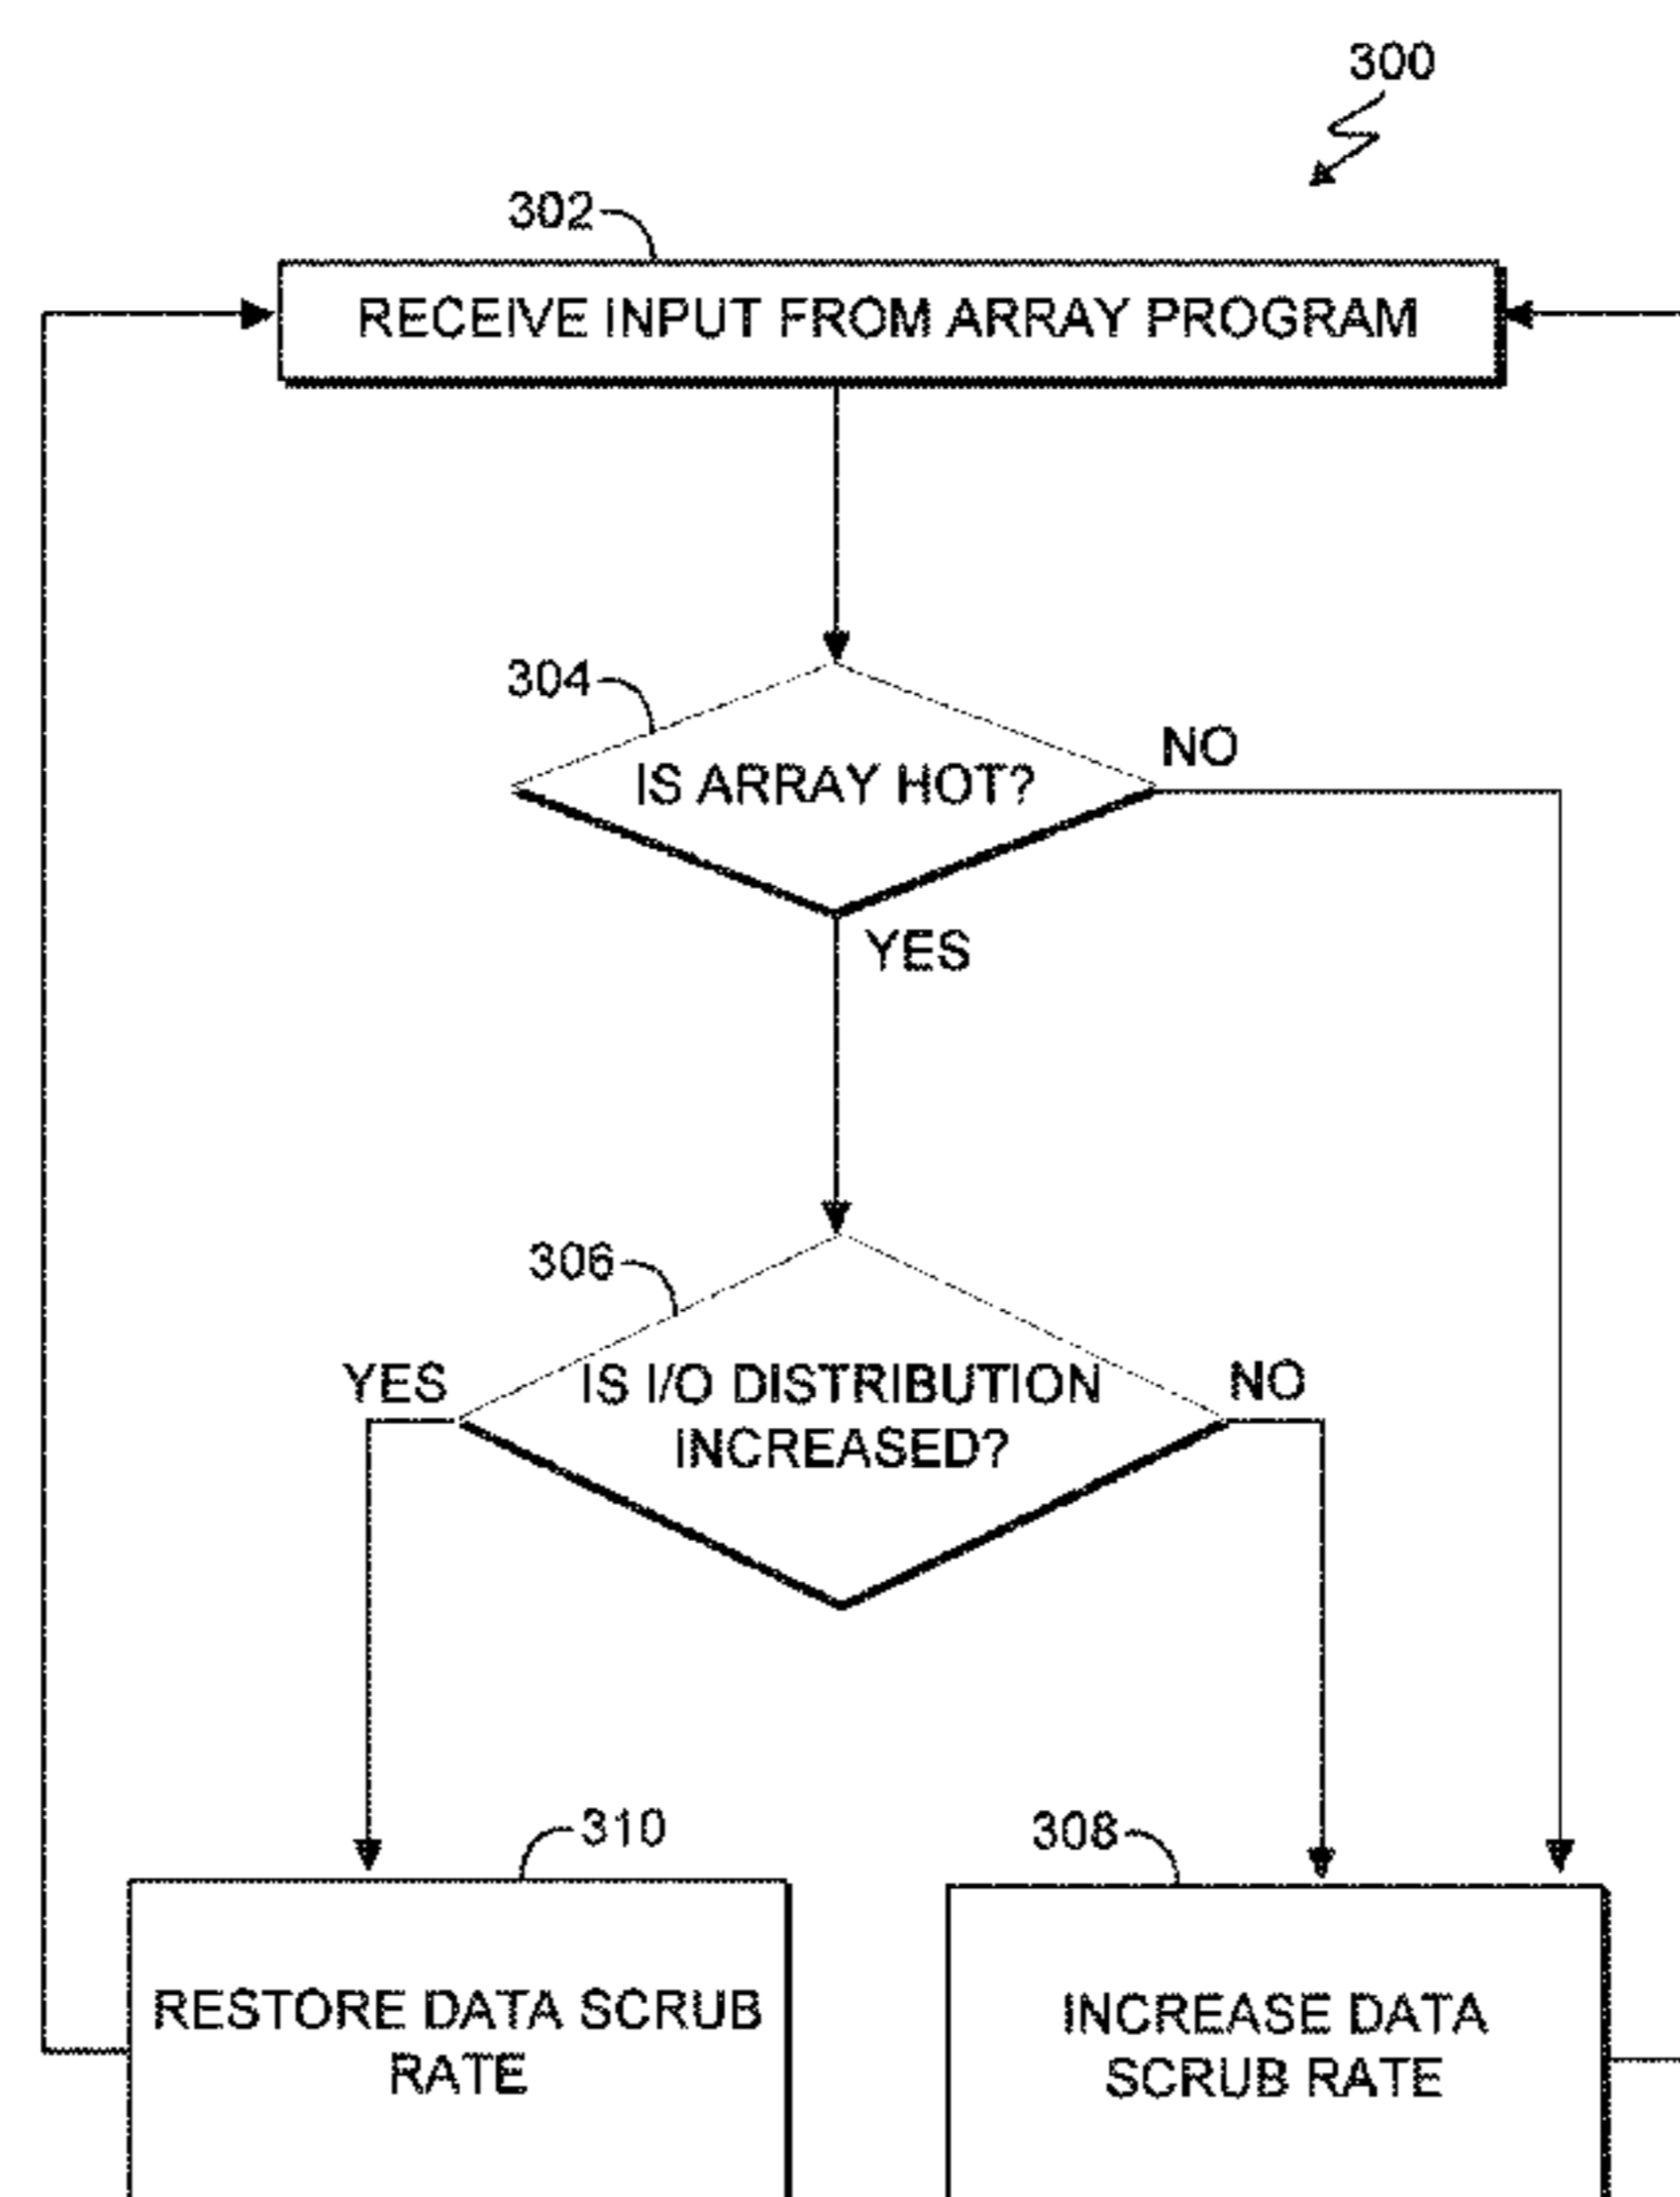 300
302
RECEIVE INPUT FROM ARRAY PROGRAM
304
IS ARRAY HOT?
NO
YES
306
YES
IS I/O DISTRIBUTION
INCREASED?
NO
310
308
RESTORE DATA SCRUB
RATE
INCREASE DATA
SCRUB RATE